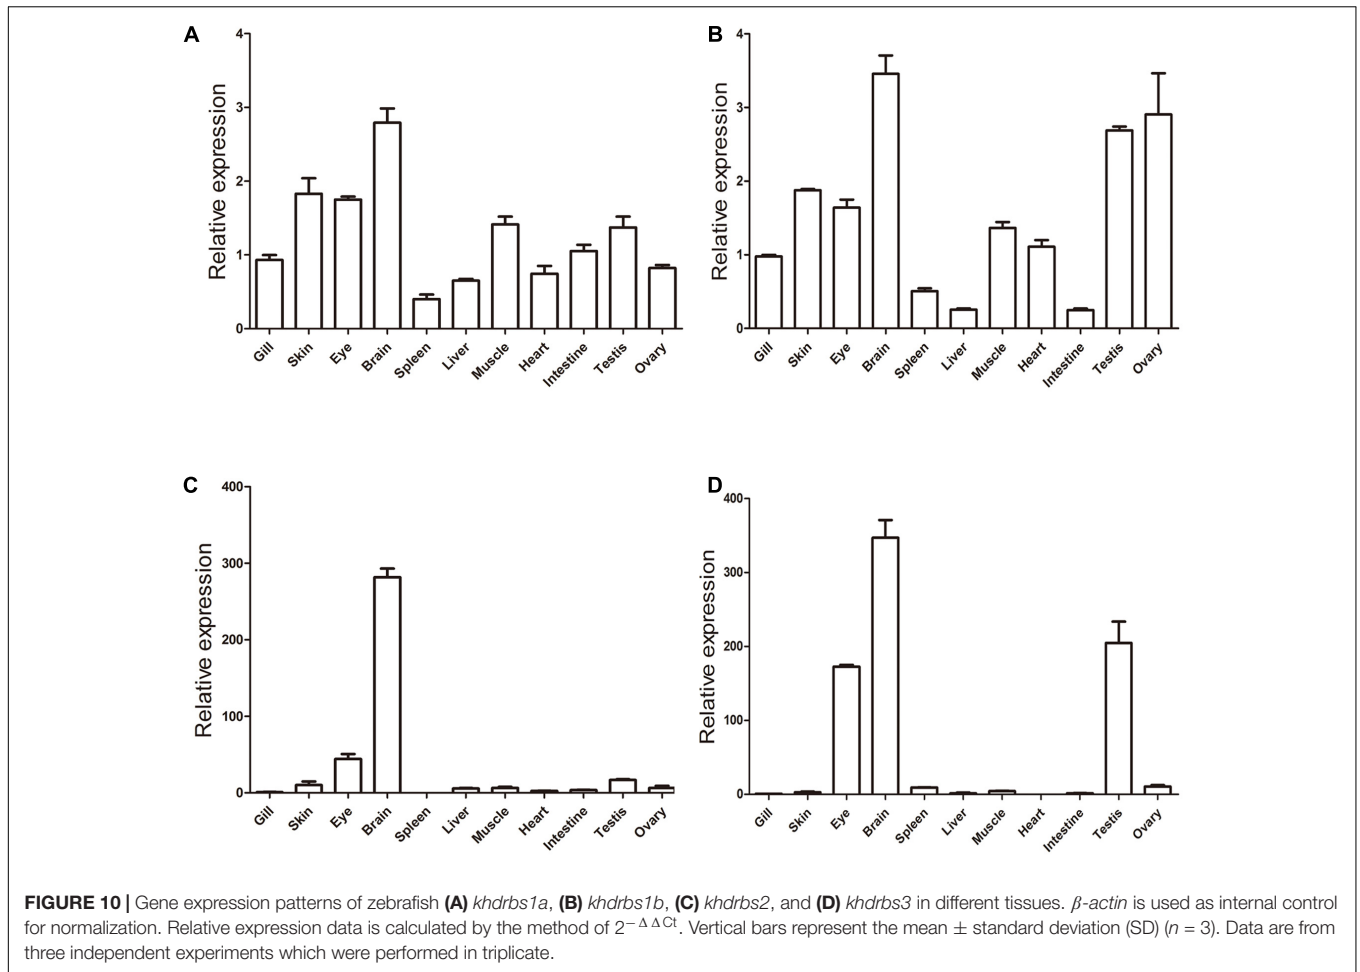 A
4
3
2
1
0
Relative expression
Gill
Skin
Eye
Brain
Spleen
Liver
Muscle
Heart
Intestine
Testis
Ovary
B
4
3
2
1
0
Relative expression
Gill
Skin
Eye
Brain
Spleen
Liver
Muscle
Heart
Intestine
Testis
Ovary
C
400
300
200
100
0
Relative expression
Gill
Skin
Eye
Brain
Spleen
Liver
Muscle
Heart
Intestine
Testis
Ovary
D
400
300
200
100
0
Relative expression
Gill
Skin
Eye
Brain
Spleen
Liver
Muscle
Heart
Intestine
Testis
Ovary
FIGURE 10 | Gene expression patterns of zebrafish (A) khdrbs1a, (B) khdrbs1b, (C) khdrbs2, and (D) khdrbs3 in different tissues. β-actin is used as internal control
for normalization. Relative expression data is calculated by the method of 2^−ΔΔCt. Vertical bars represent the mean ± standard deviation (SD) (n = 3). Data are from
three independent experiments which were performed in triplicate.